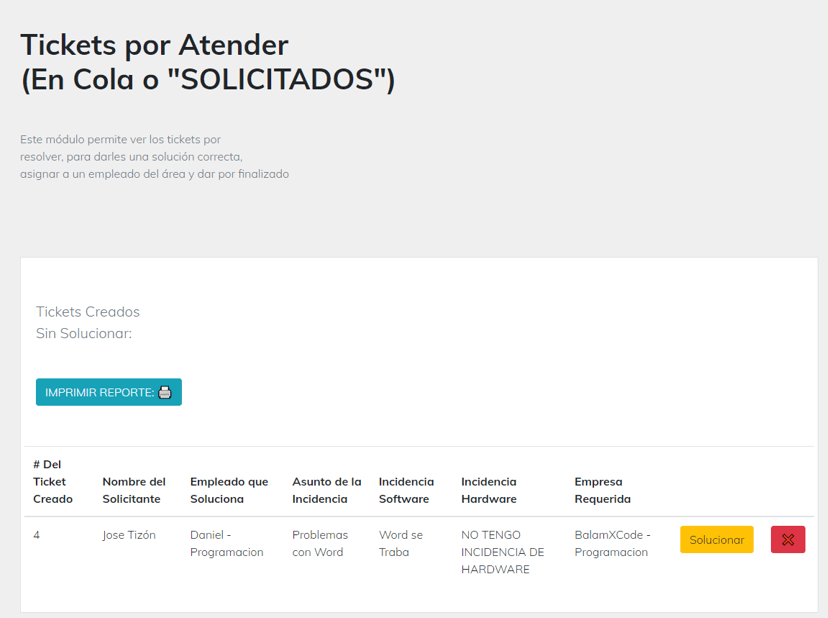 Tickets por Atender
(En Cola o "SOLICITADOS")
Este módulo permite ver los tickets por
resolver, para darles una solución correcta,
asignar a un empleado del área y dar por finalizado
Tickets Creados
Sin Solucionar:
IMPRIMIR REPORTE:
# Del
Ticket
Creado
Nombre del
Solicitante
Empleado que
Soluciona
Asunto de la
Incidencia
Incidencia
Software
Incidencia
Hardware
Empresa
Requerida
4
Jose Tizón
Daniel -
Programacion
Problemas
con Word
Word se
Traba
NO TENGO
INCIDENCIA DE
HARDWARE
BalamXCode -
Programacion
Solucionar